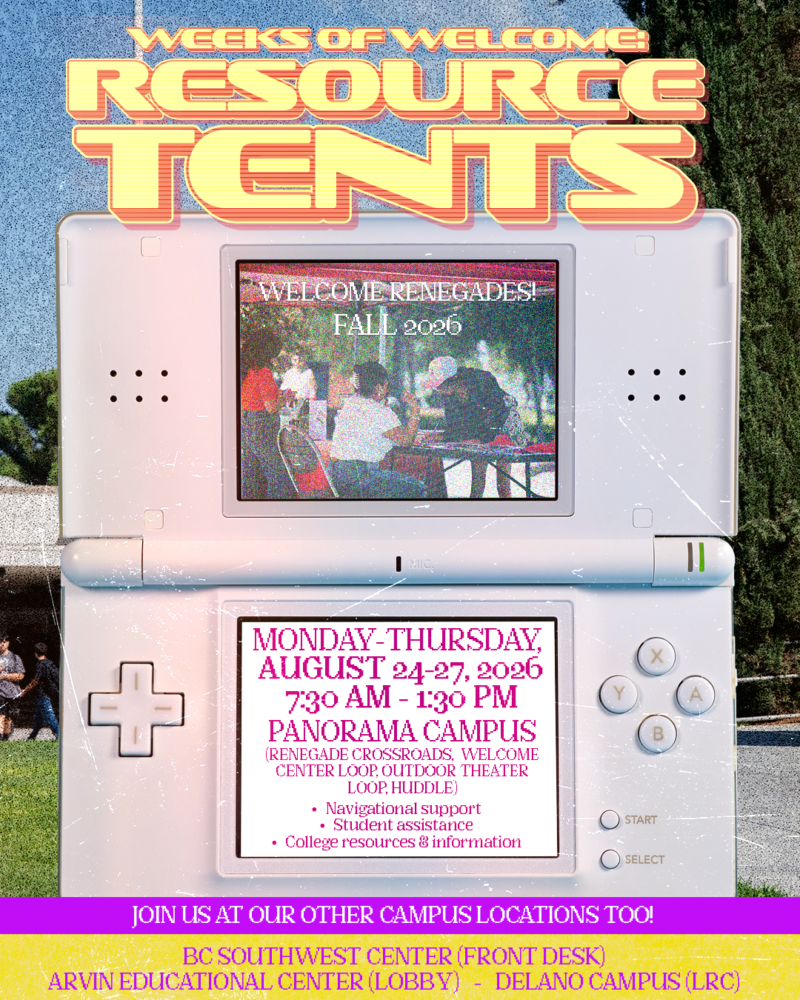 WEEKS OF WELCOME:
RESOURCE
TENTS
WELCOME RENEGADES!
FALL 2026
MIC.
MONDAY-THURSDAY,
AUGUST 24-27, 2026
7:30 AM - 1:30 PM
PANORAMA CAMPUS
(RENEGADE CROSSROADS, WELCOME
CENTER LOOP, OUTDOOR THEATER
LOOP, HUDDLE)
• Navigational support
• Student assistance
• College resources & information
X
Y
A
B
START
SELECT
JOIN US AT OUR OTHER CAMPUS LOCATIONS TOO!
BC SOUTHWEST CENTER (FRONT DESK)
ARVIN EDUCATIONAL CENTER (LOBBY) - DELANO CAMPUS (LRC)